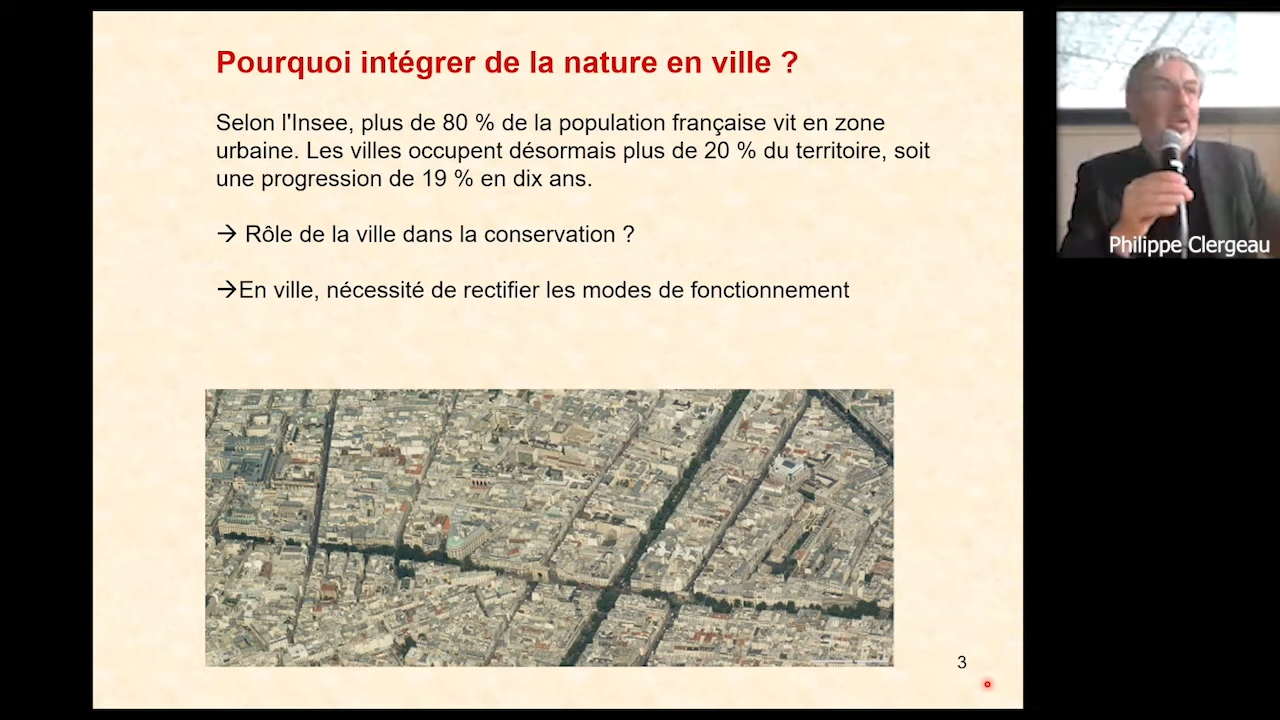 Pourquoi intégrer de la nature en ville ?
Selon l'Insee, plus de 80 % de la population française vit en zone
urbaine. Les villes occupent désormais plus de 20 % du territoire, soit
une progression de 19 % en dix ans.
→ Rôle de la ville dans la conservation ?
→En ville, nécessité de rectifier les modes de fonctionnement
3
Philippe Clergeau